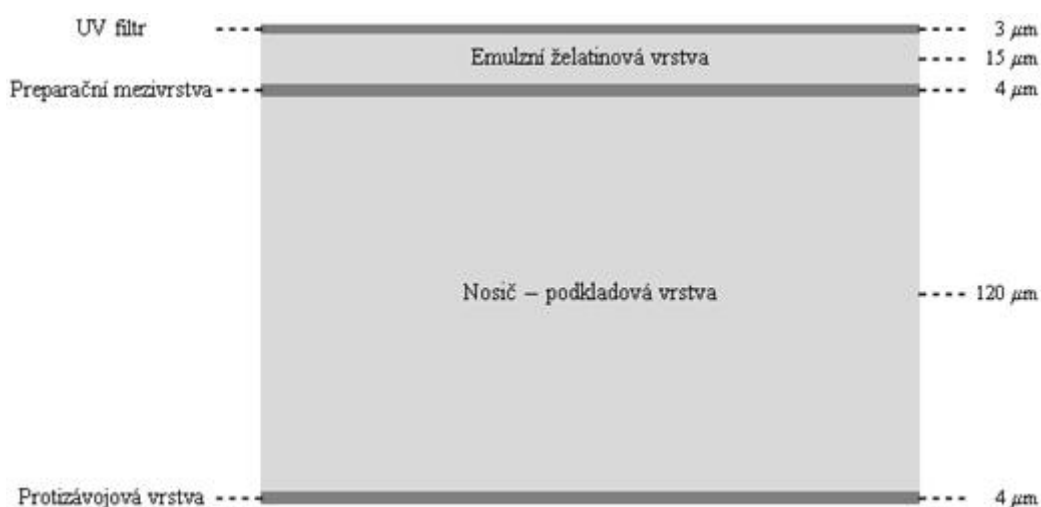 UV filtr 3 μm
Emulzní želatinová vrstva 15 μm
Preparační mezivrstva 4 μm
Nosič – podkladová vrstva 120 μm
Protizávojová vrstva 4 μm